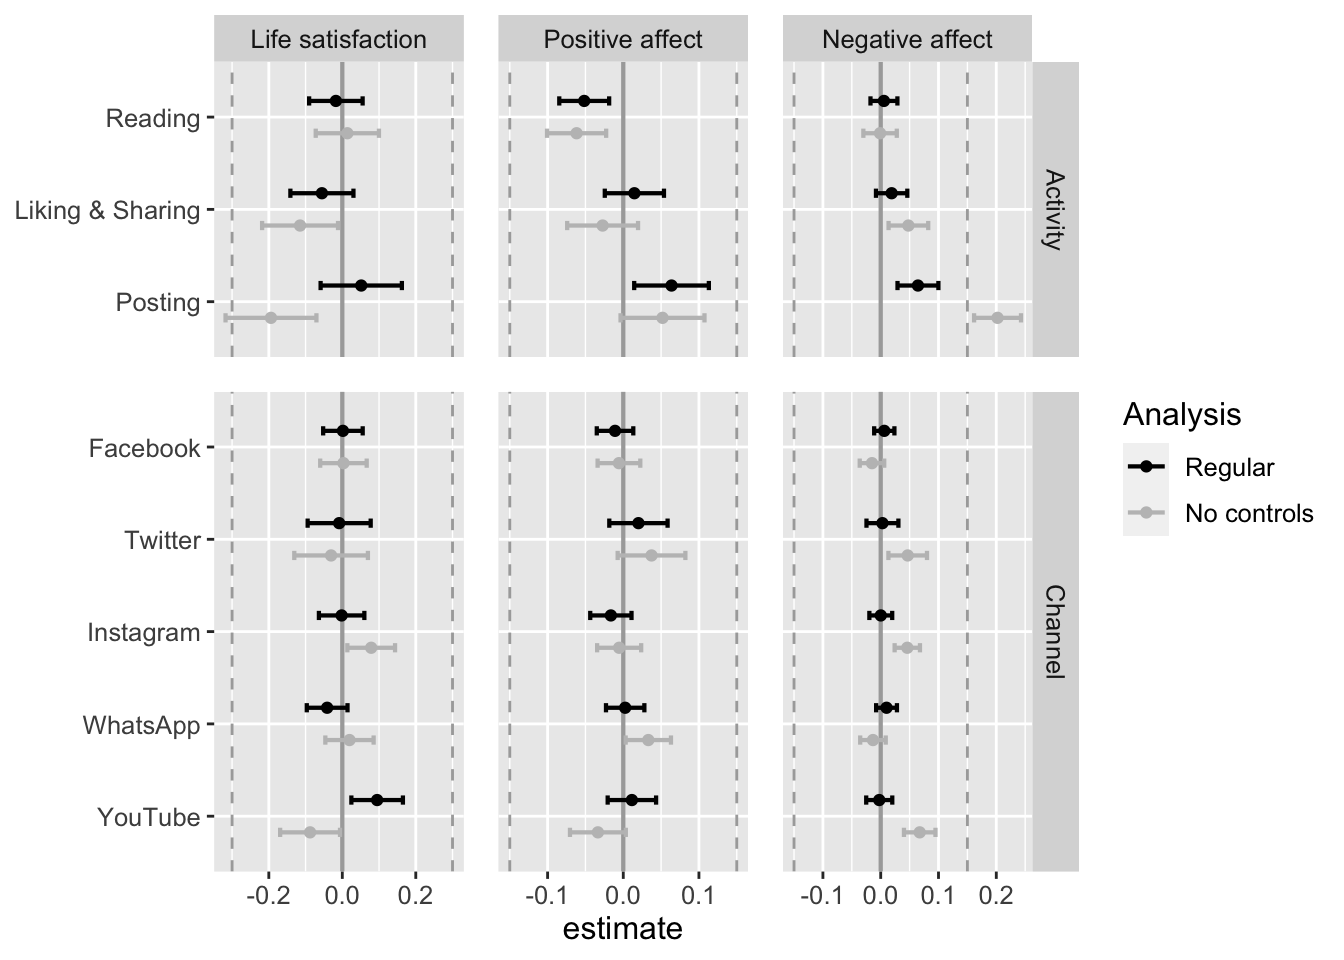 Life satisfaction
Positive affect
Negative affect
Reading
Liking & Sharing
Posting
Activity
Facebook
Twitter
Instagram
WhatsApp
YouTube
Channel
-0.2 0.0 0.2
-0.1 0.0 0.1
-0.1 0.0 0.1 0.2
estimate
Analysis
Regular
No controls